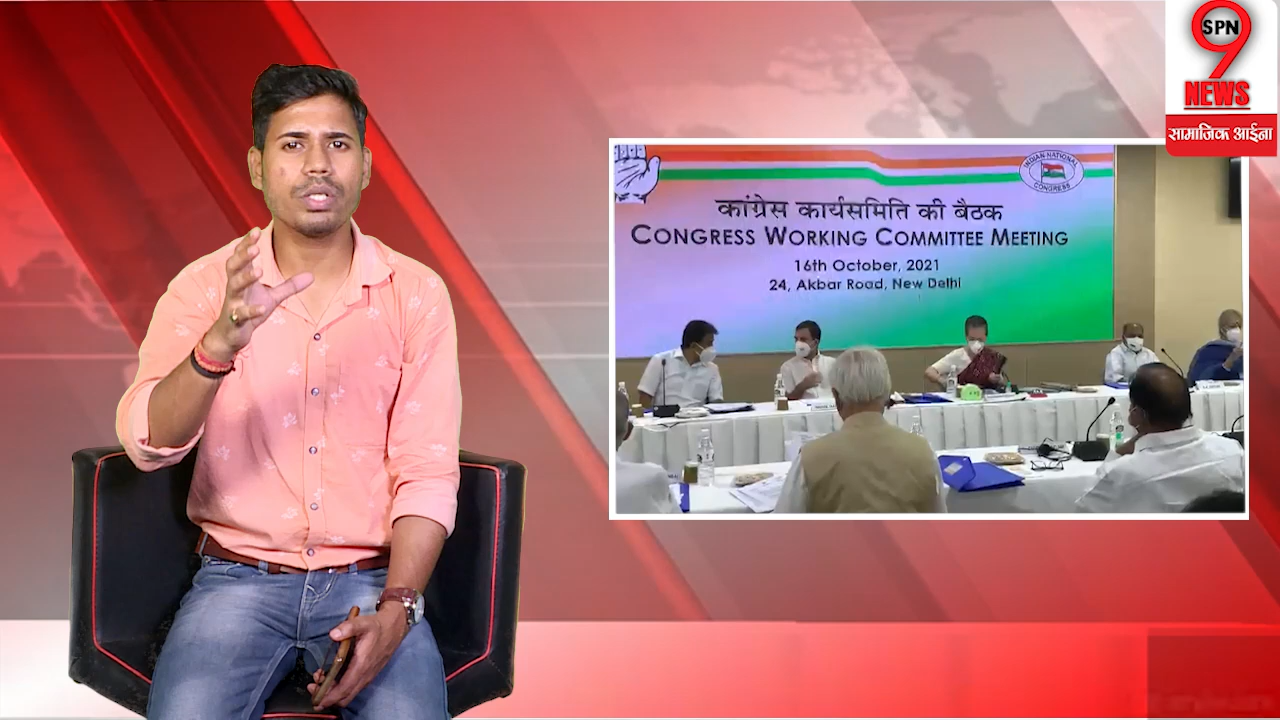 SPN
9
NEWS
सामाजिक आईना
INDIAN NATIONAL
CONGRESS
कांग्रेस कार्यसमिति की बैठक
CONGRESS WORKING COMMITTEE MEETING
16th October, 2021
24, Akbar Road, New Delhi